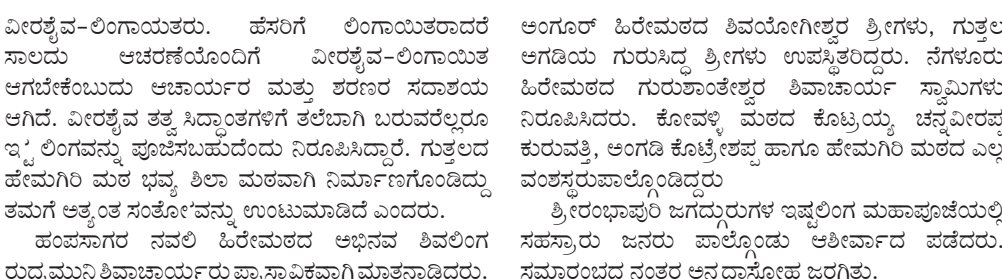 ವೀರಶೈವ-ಲಿಂಗಾಯತರು. ಹೆಸರಿಗೆ ಲಿಂಗಾಯಿತರಾದರೆ
ಸಾಲದು ಆಚರಣೆಯೊಂದಿಗೆ ವೀರಶೈವ-ಲಿಂಗಾಯಿತ
ಆಗಬೇಕೆಂಬುದು ಆಚಾರ್ಯರ ಮತ್ತು ಶರಣರ ಸದಾಶಯ
ಆಗಿದೆ. ವೀರಶೈವ ತತ್ವ ಸಿದ್ಧಾಂತಗಳಿಗೆ ತಲೆಬಾಗಿ ಬರುವರೆಲ್ಲರೂ
ಲಿಂಗವನ್ನು ಪೂಜಿಸಬಹುದೆಂದು ನಿರೂಪಿಸಿದ್ದಾರೆ. ಗುತ್ತಲದ
ಹೇಮಗಿರಿ ಮಠ ಭವ್ಯ ಶಿಲಾ ಮಠವಾಗಿ ನಿರ್ಮಾಣಗೊಂಡಿದ್ದು
ತಮಗೆ ಅತ್ಯಂತ ಉಂಟುಮಾಡಿದೆ ಎಂದರು.
ಹಂಪಸಾಗರ ನವಲಿ ಹಿರೇಮಠದ ಅಭಿನವ ಶಿವಲಿಂಗ
ರುದ್ರಮುನಿ ಶಿವಾಚಾರ್ಯರು ಪ್ರಾಸ್ತಾವಿಕವಾಗಿ ಮಾತನಾಡಿದರು.
ಅಂಗೂರ್ ಹಿರೇಮಠದ ಶಿವಯೋಗೀಶ್ವರ ಶ್ರೀಗಳು, ಗುತ್ತಲ
ಅಗಡಿಯ ಗುರುಸಿದ್ಧ ಶ್ರೀಗಳು ಉಪಸ್ಥಿತರಿದ್ದರು. ನೆಗಳೂರು
ಹಿರೇಮಠದ ಗುರುಶಾಂತೇಶ್ವರ ಶಿವಾಚಾರ್ಯ ಸ್ವಾಮಿಗಳು
ನಿರೂಪಿಸಿದರು. ಕೋವಳ್ಳಿ ಮಠದ ಕೊಟ್ರಯ್ಯ ಚನ್ನವೀರಪ್ಪ
ಕುರುವತ್ತಿ, ಅಂಗಡಿ ಕೊಟ್ರೇಶಪ್ಪ ಹಾಗೂ ಹೇಮಗಿರಿ ಮಠದ ಎಲ್ಲ
ವಂಶಸ್ಥರುಪಾಲ್ಗೊಂಡಿದ್ದರು
ಶ್ರೀರಂಭಾಪುರಿ ಜಗದ್ಗುರುಗಳ ಇಷ್ಟಲಿಂಗ ಮಹಾಪೂಜೆಯಲ್ಲಿ
ಸಹಸ್ರಾರು ಜನರು ಪಾಲ್ಗೊಂಡು ಆಶೀರ್ವಾದ ಪಡೆದರು.
ಸಮಾರಂಭದ ನಂತರ ಅನ್ನದಾಸೋಹ ಜರಗಿತು.